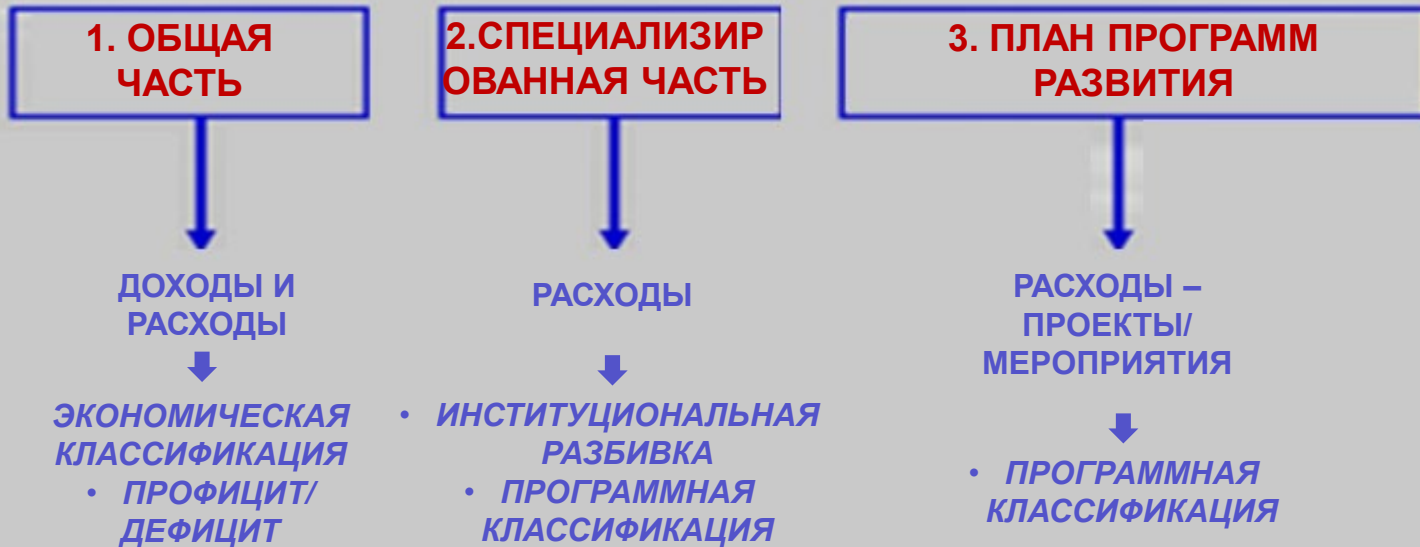 1. ОБЩАЯ
ЧАСТЬ
2.СПЕЦИАЛИЗИР
ОВАННАЯ ЧАСТЬ
3. ПЛАН ПРОГРАММ
РАЗВИТИЯ
ДОХОДЫ И
РАСХОДЫ
ЭКОНОМИЧЕСКАЯ
КЛАССИФИКАЦИЯ
• ПРОФИЦИТ/
ДЕФИЦИТ
РАСХОДЫ
• ИНСТИТУЦИОНАЛЬНАЯ
РАЗБИВКА
• ПРОГРАММНАЯ
КЛАССИФИКАЦИЯ
РАСХОДЫ –
ПРОЕКТЫ/
МЕРОПРИЯТИЯ
• ПРОГРАММНАЯ
КЛАССИФИКАЦИЯ